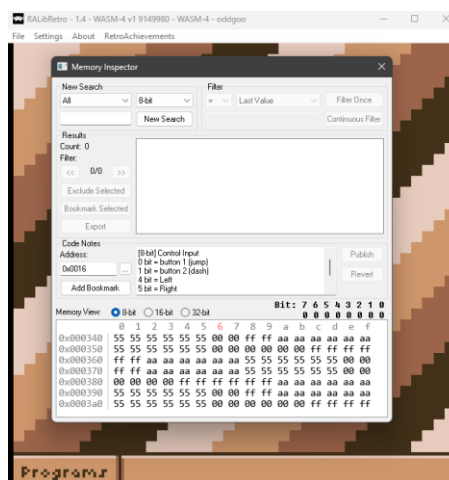 RALibRetro - 1.4 - WASM-4 v1 9149980 - WASM-4 - oddgoo
File Settings About RetroAchievements
Memory Inspector
New Search
All 8-bit
New Search
Filter
= Last Value Filter Once
Continuous Filter
Results
Count: 0
Filter:
<< 0/0 >>
Exclude Selected
Bookmark Selected
Export
Code Notes
Address:
0x0016 ...
Add Bookmark
[8-bit] Control Input
0 bit = button 1 (jump)
1 bit = button 2 (dash)
4 bit = Left
5 bit = Right
Publish
Revert
Bit: 7 6 5 4 3 2 1 0
Memory View: 8-bit 16-bit 32-bit 0 0 0 0 0 0 0 0
0 1 2 3 4 5 6 7 8 9 a b c d e f
0x000340 55 55 55 55 55 55 00 00 ff ff aa aa aa aa aa aa
0x000350 55 55 55 55 55 55 00 00 00 00 00 00 ff ff ff ff
0x000360 ff ff aa aa aa aa aa aa 55 55 55 55 55 55 00 00
0x000370 ff ff aa aa aa aa aa aa 55 55 55 55 55 55 00 00
0x000380 00 00 00 00 ff ff ff ff ff ff aa aa aa aa aa aa
0x000390 55 55 55 55 55 55 00 00 ff ff aa aa aa aa aa aa
0x0003a0 55 55 55 55 55 55 00 00 00 00 00 00 ff ff ff ff
Programs